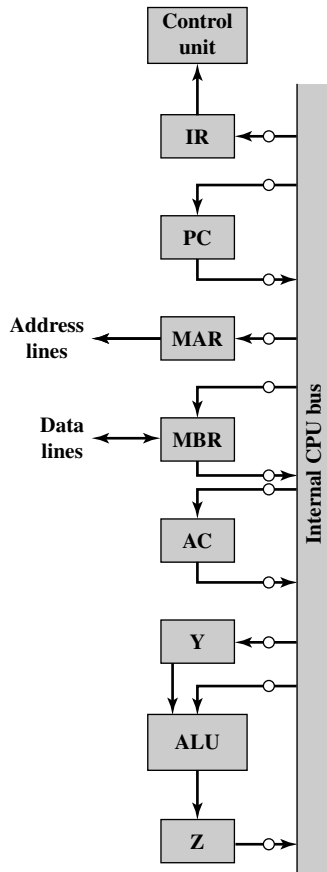 Control
unit
IR
PC
Address
lines
MAR
Data
lines
MBR
AC
Y
ALU
Z
Internal CPU bus